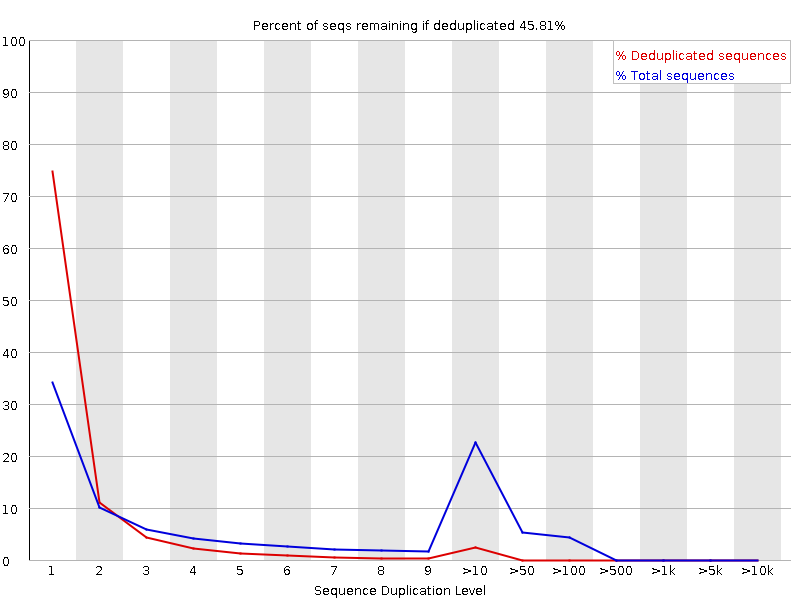 Percent of seqs remaining if deduplicated 45.81%
% Deduplicated sequences
% Total sequences
100
90
80
70
60
50
40
30
20
10
0
1 2 3 4 5 6 7 8 9 >10 >50 >100 >500 >1k >5k >10k
Sequence Duplication Level